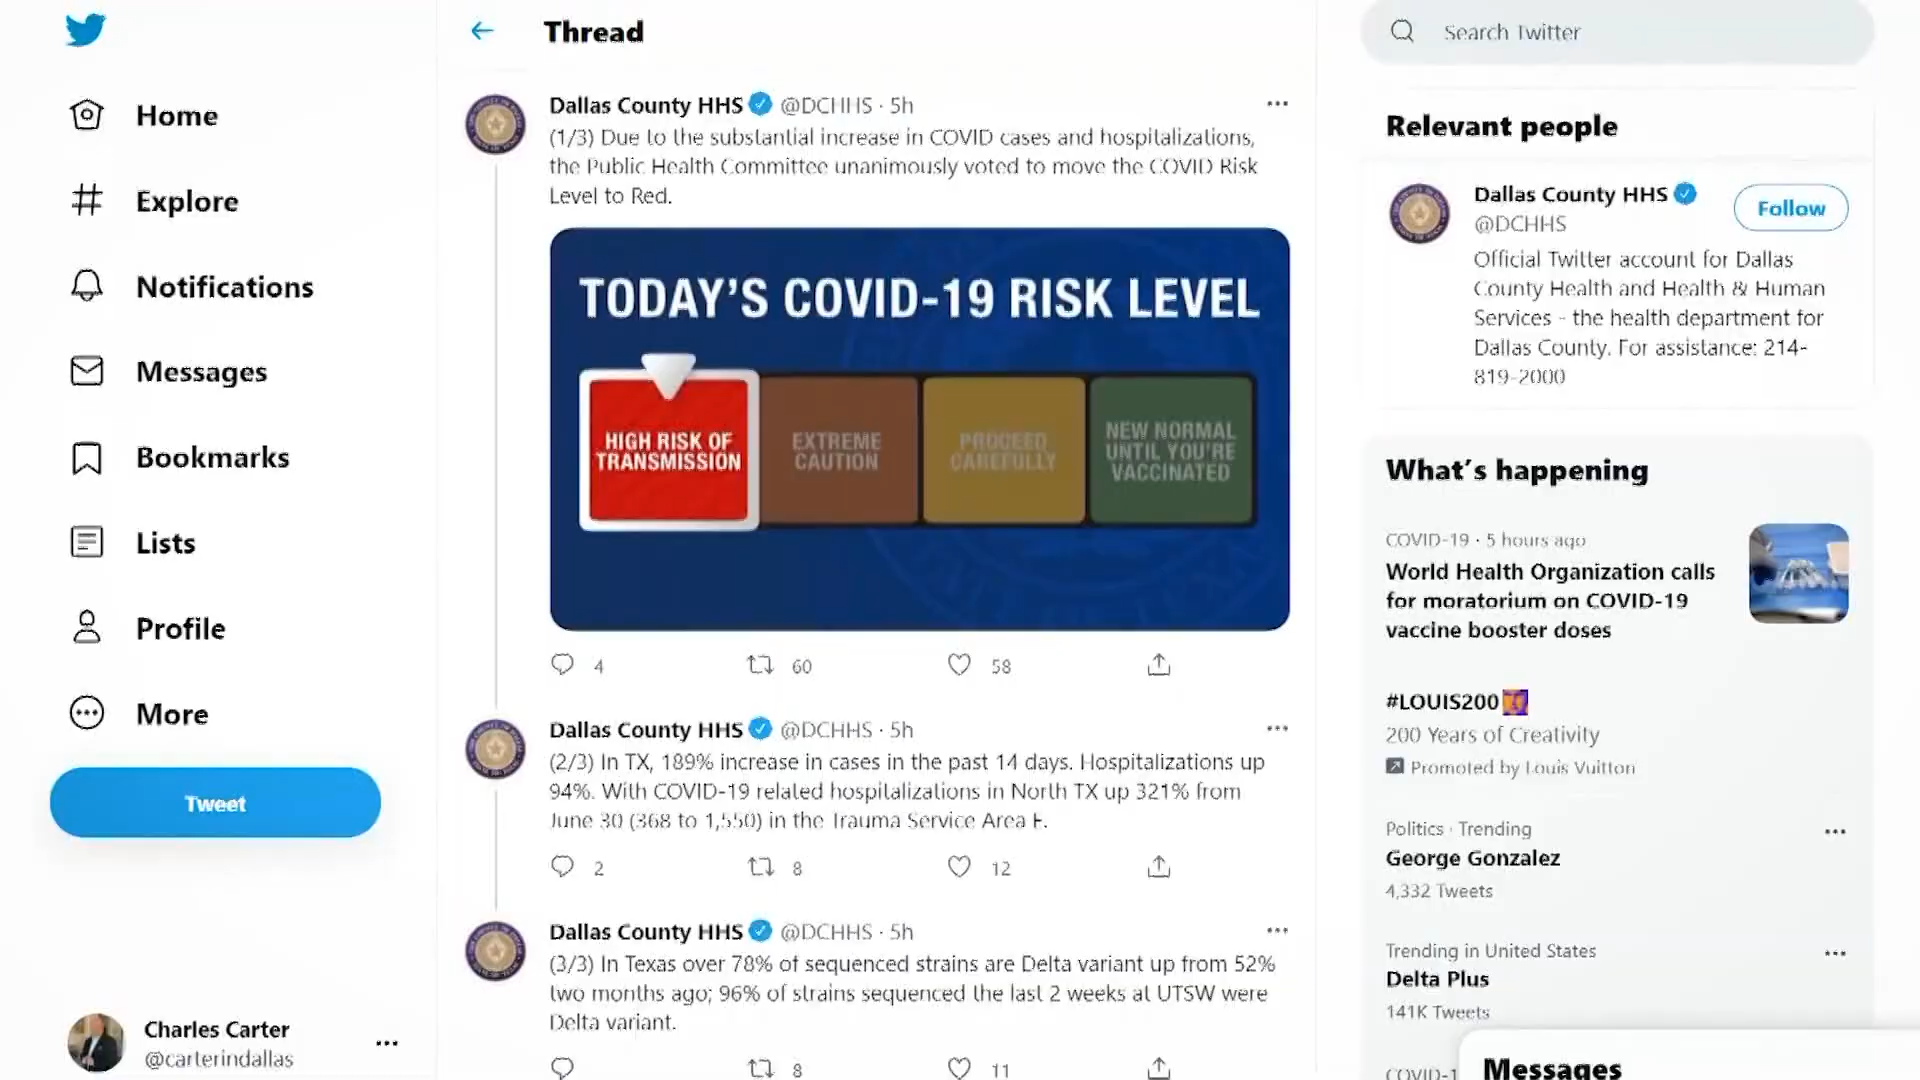 Home
Explore
Notifications
Messages
Bookmarks
Lists
Profile
More
Tweet
Charles Carter
@carterindallas
Thread
Dallas County HHS @DCHHS · 5h
(1/3) Due to the substantial increase in COVID cases and hospitalizations,
the Public Health Committee unanimously voted to move the COVID Risk
Level to Red.
TODAY'S COVID-19 RISK LEVEL
HIGH RISK OF
TRANSMISSION
EXTREME
CAUTION
PROCEED
CAREFULLY
NEW NORMAL
UNTIL YOU'RE
VACCINATED
4 60 58
Dallas County HHS @DCHHS · 5h
(2/3) In TX, 189% increase in cases in the past 14 days. Hospitalizations up
94%. With COVID-19 related hospitalizations in North TX up 321% from
June 30 (368 to 1,550) in the Trauma Service Area E.
2 8 12
Dallas County HHS @DCHHS · 5h
(3/3) In Texas over 78% of sequenced strains are Delta variant up from 52%
two months ago; 96% of strains sequenced the last 2 weeks at UTSW were
Delta variant.
8 11
Search Twitter
Relevant people
Dallas County HHS
@DCHHS
Follow
Official Twitter account for Dallas
County Health and Health & Human
Services - the health department for
Dallas County. For assistance: 214-
819-2000
What's happening
COVID-19 · 5 hours ago
World Health Organization calls
for moratorium on COVID-19
vaccine booster doses
#LOUIS200
200 Years of Creativity
Promoted by Louis Vuitton
Politics · Trending
George Gonzalez
4,332 Tweets
Trending in United States
Delta Plus
141K Tweets
COVID-1
Messages